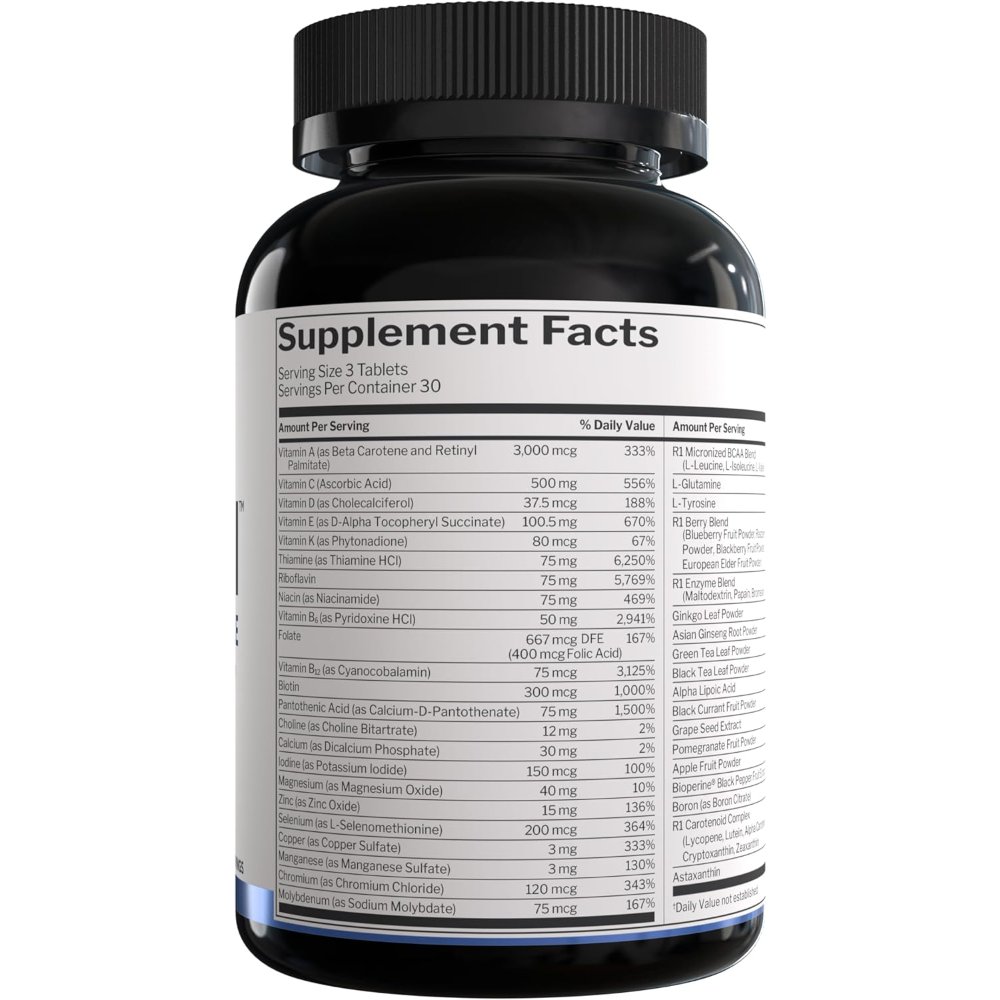 Supplement Facts
Serving Size 3 Tablets
Servings Per Container 30
Amount Per Serving % Daily Value
Vitamin A (as Beta Carotene and Retinyl Palmitate) 3,000 mcg 333%
Vitamin C (Ascorbic Acid) 500 mg 556%
Vitamin D (as Cholecalciferol) 37.5 mcg 188%
Vitamin E (as D-Alpha Tocopheryl Succinate) 100.5 mg 670%
Vitamin K (as Phytonadione) 80 mcg 67%
Thiamine (as Thiamine HCl) 75 mg 6,250%
Riboflavin 75 mg 5,769%
Niacin (as Niacinamide) 75 mg 469%
Vitamin B6 (as Pyridoxine HCl) 50 mg 2,941%
Folate 667 mcg DFE 167%
(400 mcg Folic Acid)
Vitamin B12 (as Cyanocobalamin) 75 mcg 3,125%
Biotin 300 mcg 1,000%
Pantothenic Acid (as Calcium-D-Pantothenate) 75 mg 1,500%
Choline (as Choline Bitartrate) 12 mg 2%
Calcium (as Dicalcium Phosphate) 30 mg 2%
Iodine (as Potassium Iodide) 150 mcg 100%
Magnesium (as Magnesium Oxide) 40 mg 10%
Zinc (as Zinc Oxide) 15 mg 136%
Selenium (as L-Selenomethionine) 200 mcg 364%
Copper (as Copper Sulfate) 3 mg 333%
Manganese (as Manganese Sulfate) 3 mg 130%
Chromium (as Chromium Chloride) 120 mcg 343%
Molybdenum (as Sodium Molybdate) 75 mcg 167%
Amount Per Serving
R1 Micronized BCAA Blend
(L-Leucine, L-Isoleucine,
L-Glutamine
L-Tyrosine
R1 Berry Blend
(Blueberry Fruit Powder,
Powder, Blackberry Fruit
European Elder Fruit Powder
R1 Enzyme Blend
(Maltodextrin, Papain,
Ginkgo Leaf Powder
Asian Ginseng Root Powder
Green Tea Leaf Powder
Black Tea Leaf Powder
Alpha Lipoic Acid
Black Currant Fruit Powder
Grape Seed Extract
Pomegranate Fruit Powder
Apple Fruit Powder
Bioperine® Black Pepper
Boron (as Boron Citrate)
R1 Carotenoid Complex
(Lycopene, Lutein, Alpha
Cryptoxanthin, Zeaxanthin
Astaxanthin
*Daily Value not established.